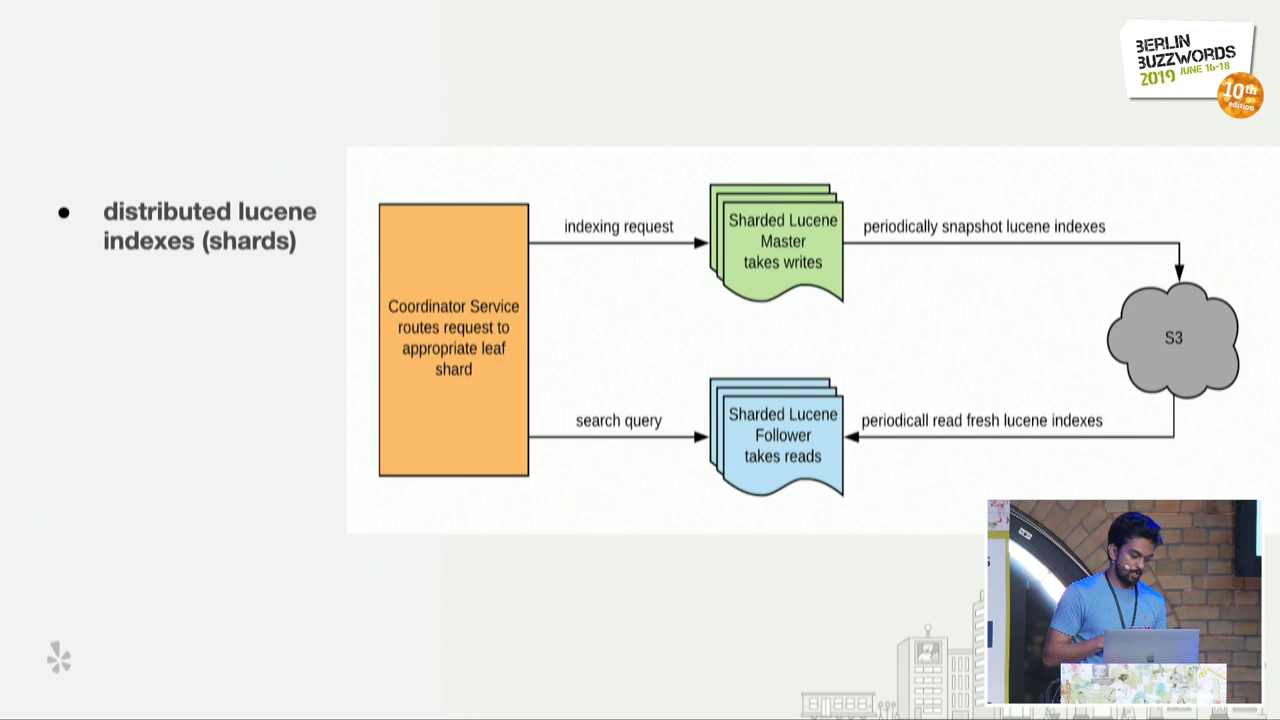 BERLIN
BUZZWORDS
2019 JUNE 16-18
10th
edition
distributed lucene
indexes (shards)
Coordinator Service
routes request to
appropriate leaf
shard
indexing request
Sharded Lucene
Master
takes writes
periodically snapshot lucene indexes
S3
search query
Sharded Lucene
Follower
takes reads
periodicall read fresh lucene indexes